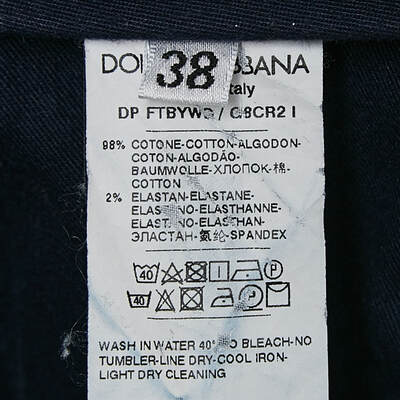 38
DOL BBANA
Italy
DP FTBYWG / G8CR2 I
98% COTONE-COTTON-ALGODON-
COTON-ALGODÃO-
BAUMWOLLE-ХЛОПОК-棉-
COTTON
2% ELASTAN-ELASTANE-
ELASTANO-ELASTHANNE-
ELASTANO-ELASTHAN-
ЭЛАСТАН-氨纶-SPANDEX
40
40
WASH IN WATER 40° NO BLEACH-NO
TUMBLER-LINE DRY-COOL IRON-
LIGHT DRY CLEANING